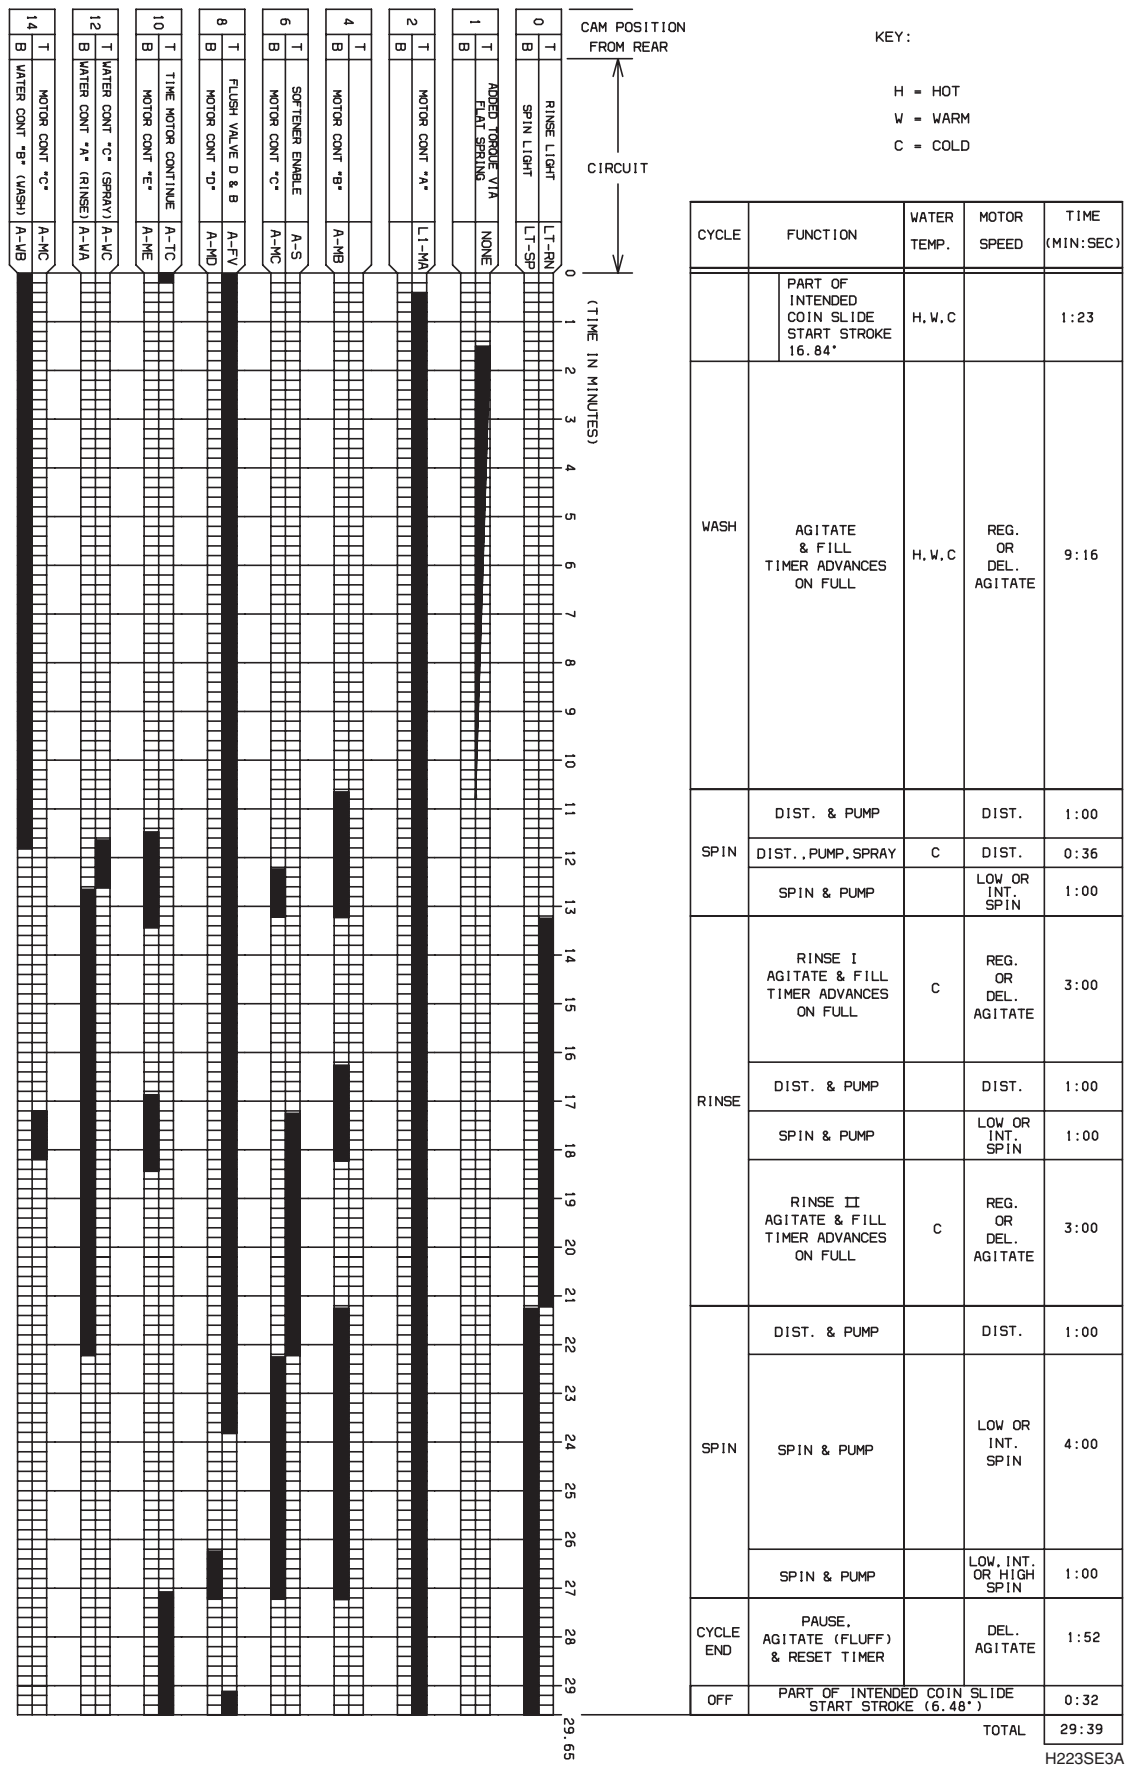 CAM POSITION
FROM REAR
CIRCUIT
0
T
B
RINSE LIGHT
SPIN LIGHT
LT-RN
LT-SP
1
T
B
ADDED TORQUE VIA
FLAT SPRING
NONE
2
T
B
MOTOR CONT "A"
L1-MA
4
T
B
MOTOR CONT "B"
A-MB
6
T
B
SOFTENER ENABLE
MOTOR CONT "C"
A-S
A-MC
8
T
B
FLUSH VALVE D & B
MOTOR CONT "D"
A-FV
A-MD
10
T
B
TIME MOTOR CONTINUE
MOTOR CONT "E"
A-TC
A-ME
12
T
B
WATER CONT "C" (SPRAY)
WATER CONT "A" (RINSE)
A-WC
A-WA
14
T
B
MOTOR CONT "C"
WATER CONT "B" (WASH)
A-MC
A-WB
(TIME IN MINUTES)
0
1
2
3
4
5
6
7
8
9
10
11
12
13
14
15
16
17
18
19
20
21
22
23
24
25
26
27
28
29
29.65
KEY:
H = HOT
W = WARM
C = COLD
CYCLE
FUNCTION
WATER
TEMP.
MOTOR
SPEED
TIME
(MIN:SEC)
PART OF
INTENDED
COIN SLIDE
START STROKE
16.84°
H,W,C
1:23
WASH
AGITATE
& FILL
TIMER ADVANCES
ON FULL
H,W,C
REG.
OR
DEL.
AGITATE
9:16
SPIN
DIST. & PUMP
DIST.
1:00
DIST.,PUMP,SPRAY
C
DIST.
0:36
SPIN & PUMP
LOW OR
INT.
SPIN
1:00
RINSE
RINSE I
AGITATE & FILL
TIMER ADVANCES
ON FULL
C
REG.
OR
DEL.
AGITATE
3:00
DIST. & PUMP
DIST.
1:00
SPIN & PUMP
LOW OR
INT.
SPIN
1:00
RINSE II
AGITATE & FILL
TIMER ADVANCES
ON FULL
C
REG.
OR
DEL.
AGITATE
3:00
SPIN
DIST. & PUMP
DIST.
1:00
SPIN & PUMP
LOW OR
INT.
SPIN
4:00
SPIN & PUMP
LOW, INT.
OR HIGH
SPIN
1:00
CYCLE
END
PAUSE,
AGITATE (FLUFF)
& RESET TIMER
DEL.
AGITATE
1:52
OFF
PART OF INTENDED COIN SLIDE
START STROKE (6.48°)
0:32
TOTAL
29:39
H223SE3A